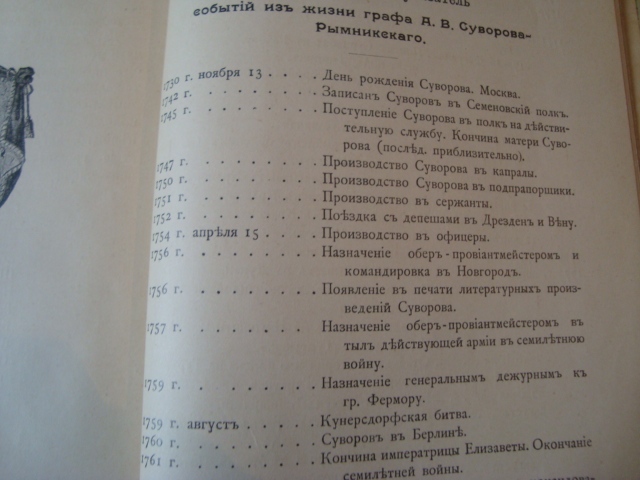 событій изъ жизни графа А. В. Суворова-
Рымникскаго.
1730 г. ноября 13 . . . . День рожденія Суворова. Москва.
1742 г. . . . . . . . . Записанъ Суворовъ въ Семеновскій полкъ.
1745 г. . . . . . . . . Поступленіе Суворова въ полкъ на дѣйстви-
тельную службу. Кончина матери Суво-
рова (послѣд. приблизительно).
1747 г. . . . . . . . . Производство Суворова въ капралы.
1750 г. . . . . . . . . Производство Суворова въ подпрапорщики.
1751 г. . . . . . . . . Производство въ сержанты.
1752 г. . . . . . . . . Поѣздка съ депешами въ Дрезденъ и Вѣну.
1754 г. апрѣля 15 . . . . Производство въ офицеры.
1756 г. . . . . . . . . Назначеніе оберъ-провіантмейстеромъ и
командировка въ Новгородъ.
1756 г. . . . . . . . . Появленіе въ печати литературныхъ произ-
веденій Суворова.
1757 г. . . . . . . . Назначеніе оберъ-провіантмейстеромъ въ
тылъ дѣйствующей арміи въ семилѣтнюю
войну.
1759 г. . . . . . . . . Назначеніе генеральнымъ дежурнымъ къ
гр. Фермору.
1759 г. августъ . . . . . Кунерсдорфская битва.
1760 г. . . . . . . . . Суворовъ въ Берлинѣ.
1761 г. . . . . . . . . Кончина императрицы Елизаветы. Окончаніе
семилѣтней войны.